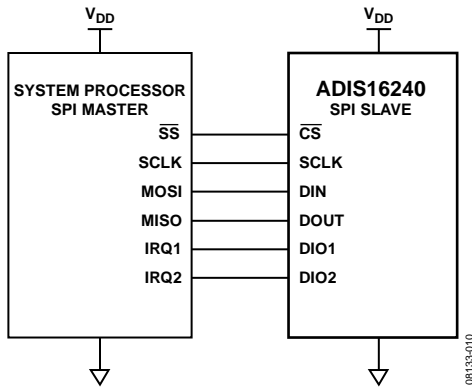 VDD
VDD
SYSTEM PROCESSOR
SPI MASTER
ADIS16240
SPI SLAVE
SS
CS
SCLK
SCLK
MOSI
DIN
MISO
DOUT
IRQ1
DIO1
IRQ2
DIO2
08133-010